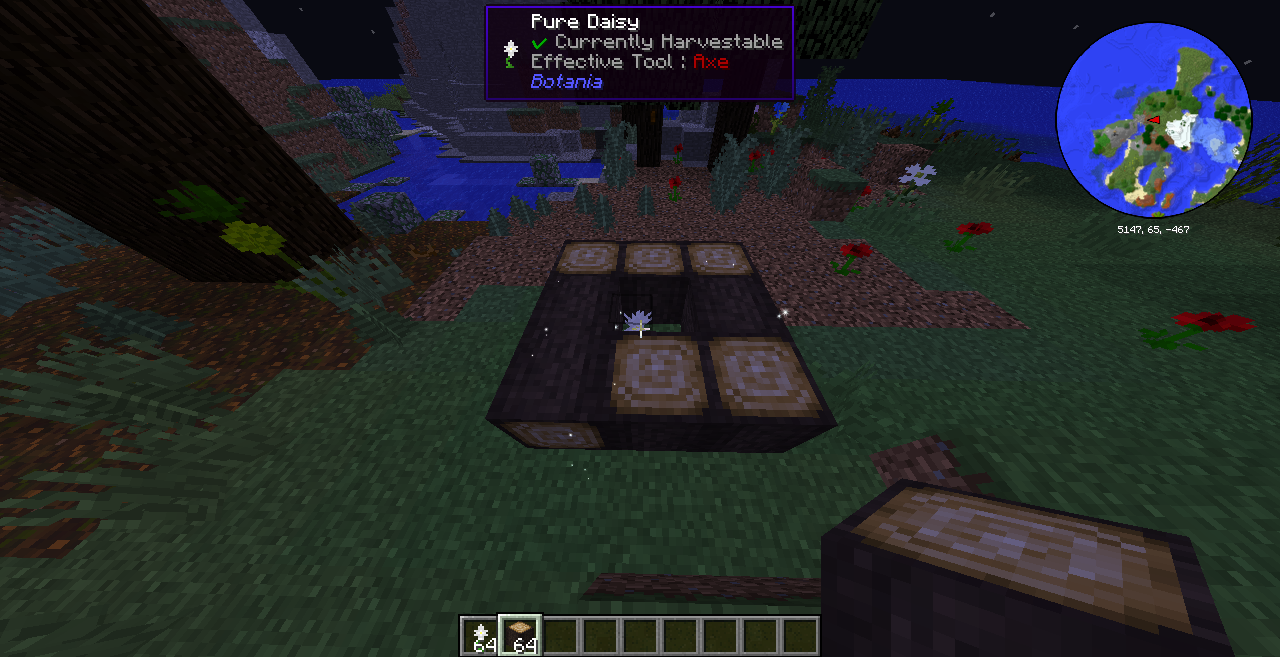 Pure Daisy
✓ Currently Harvestable
Effective Tool : Axe
Botania
5147, 65, -467
64
64